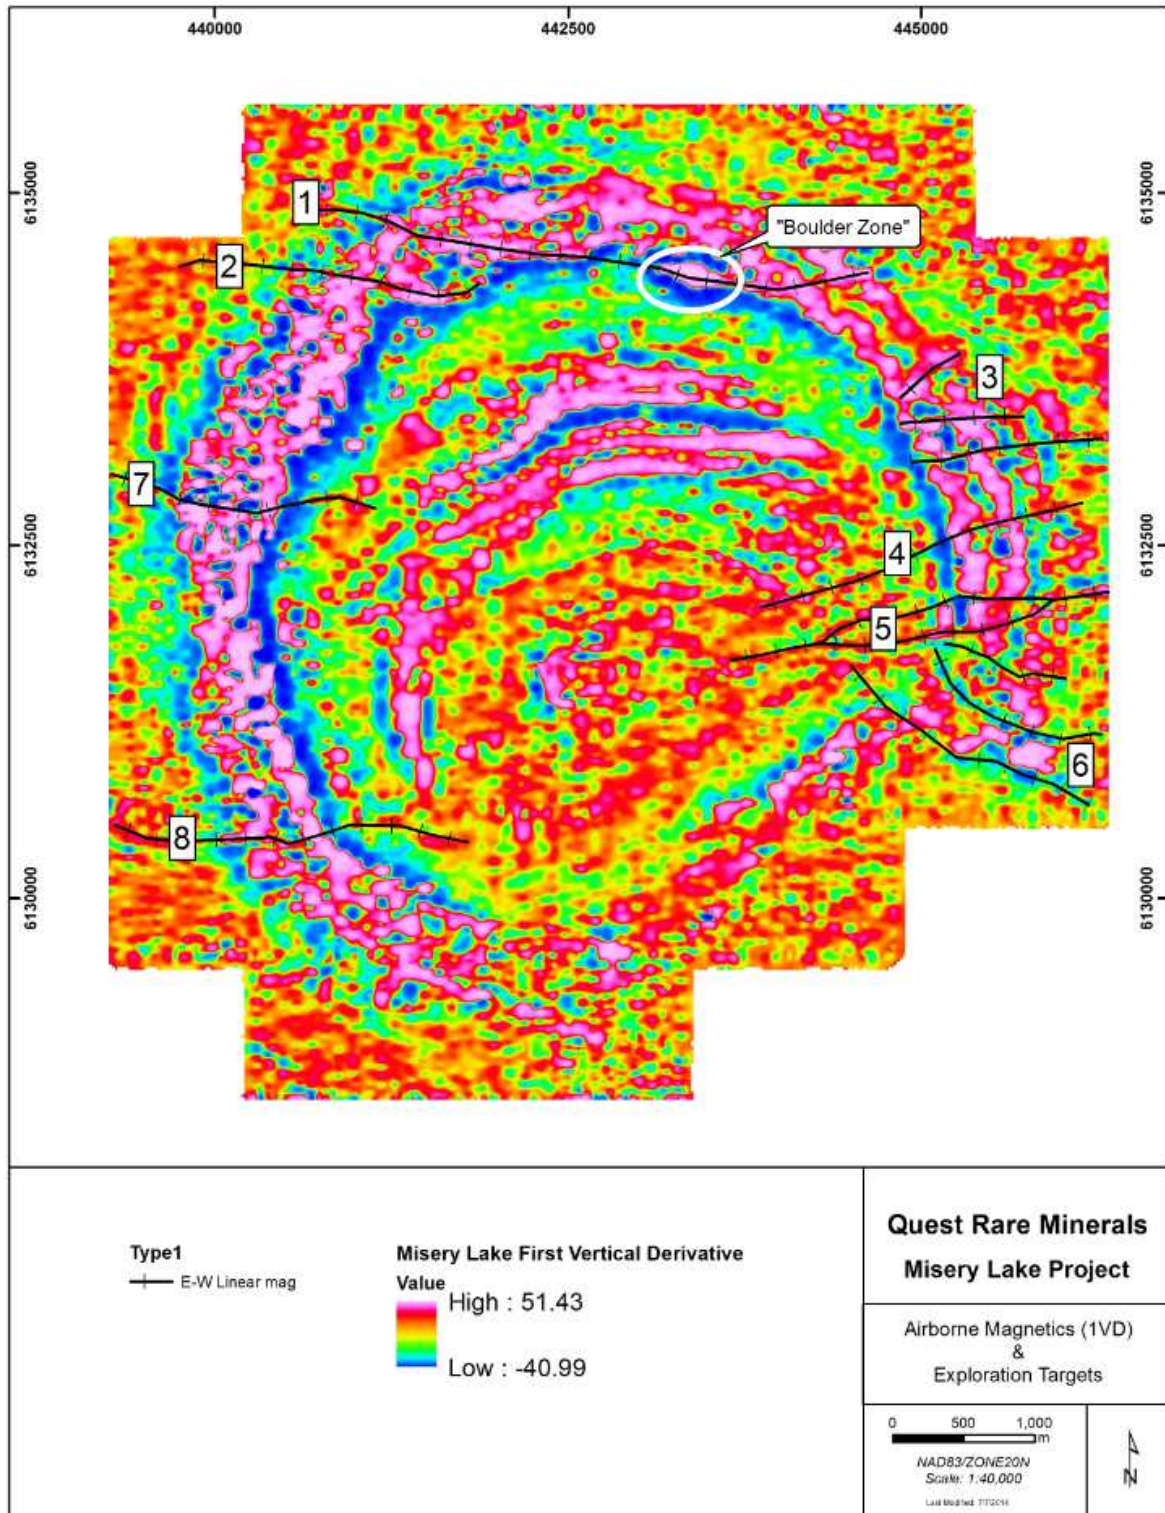 440000
442500
445000
6135000
6135000
1
"Boulder Zone"
2
3
7
6132500
6132500
4
5
6
8
6130000
6130000
Type1
E-W Linear mag
Misery Lake First Vertical Derivative
Value
High : 51.43
Low : -40.99
Quest Rare Minerals
Misery Lake Project
Airborne Magnetics (1VD)
&
Exploration Targets
0 500 1,000
m
NAD83/ZONE20N
Scale: 1:40,000
Last Modified:
N